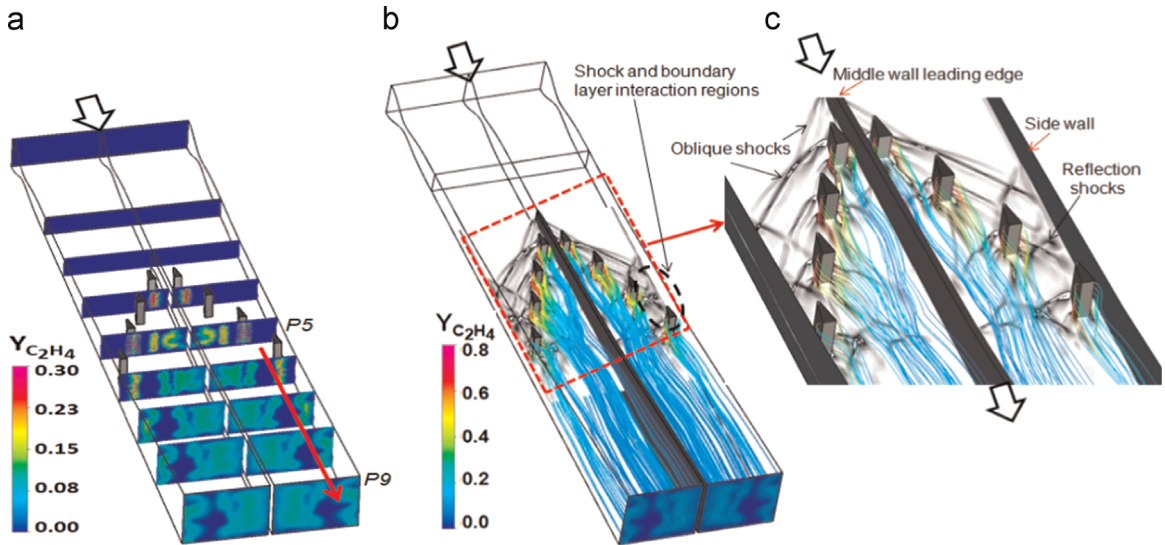 a
P5
Y_C2H4
0.30
0.23
0.15
0.08
0.00
P9
b
Shock and boundary
layer interaction regions
Y_C2H4
0.8
0.6
0.4
0.2
0.0
c
Middle wall leading edge
Side wall
Oblique shocks
Reflection
shocks